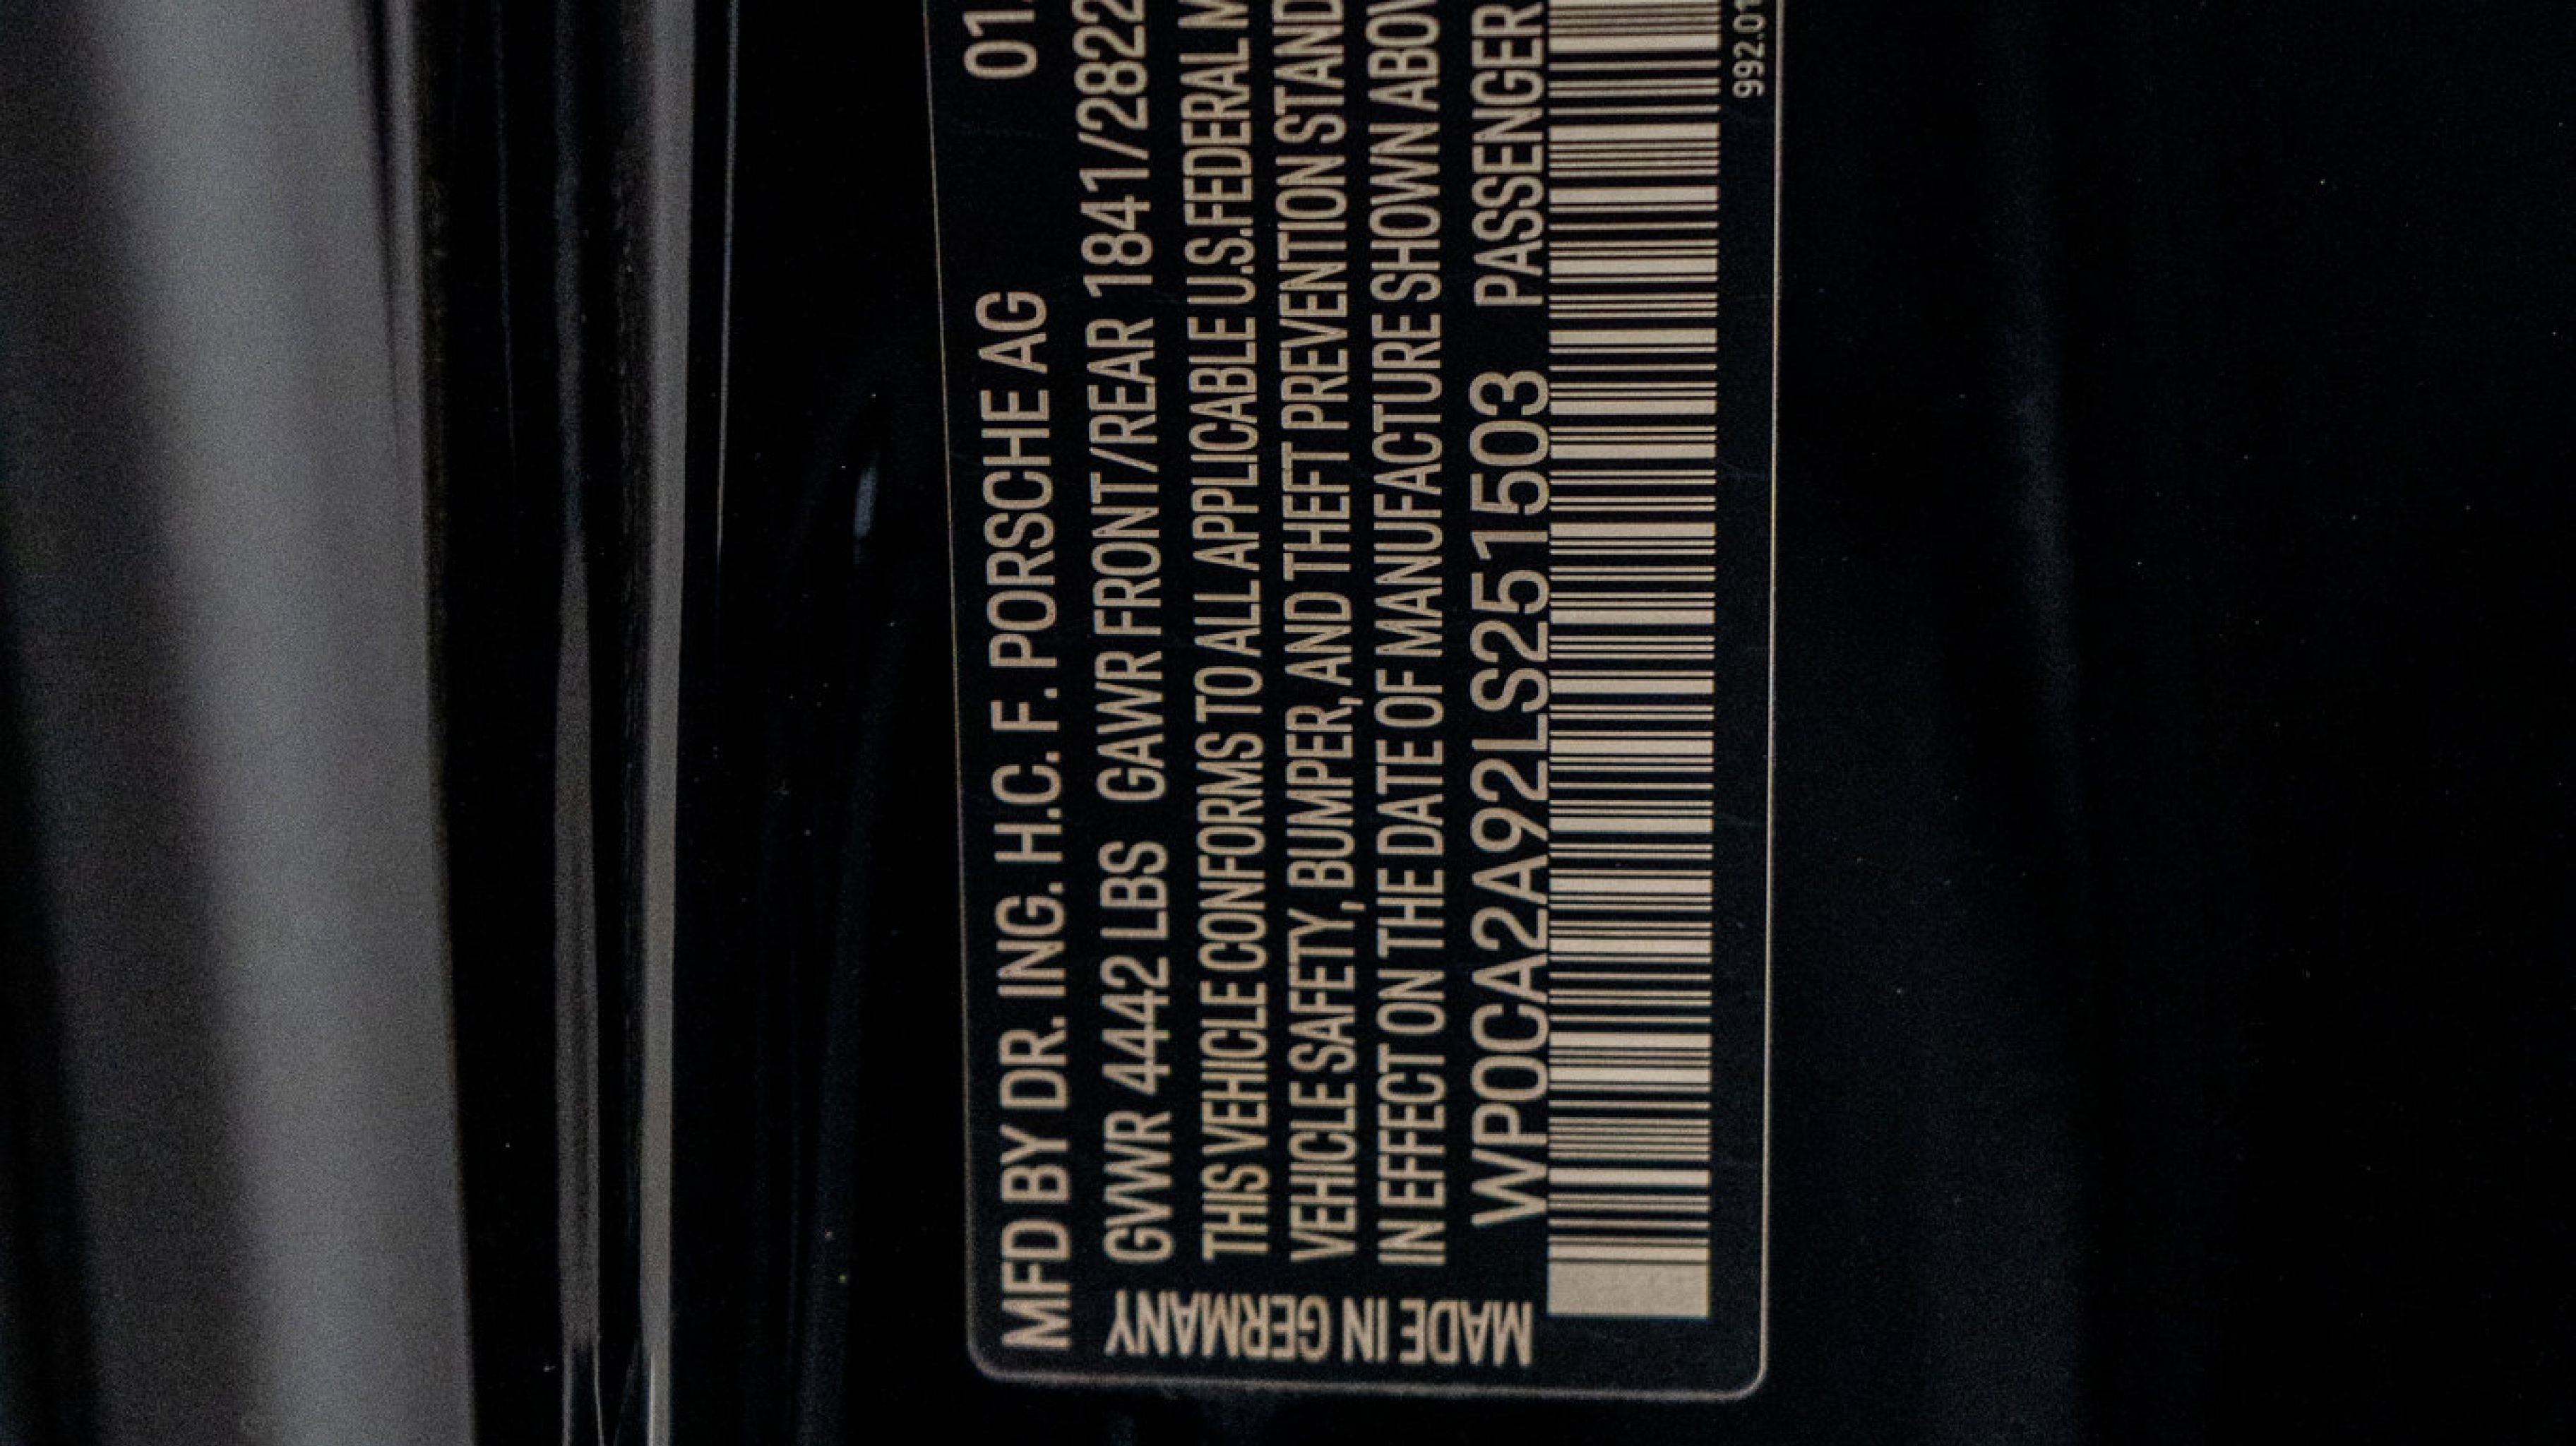 MFD BY DR. ING. H.C. F. PORSCHE AG 01
GVWR 4442 LBS GAWR FRONT/REAR 1841/2822
THIS VEHICLE CONFORMS TO ALL APPLICABLE U.S.FEDERAL M
VEHICLE SAFETY, BUMPER, AND THEFT PREVENTION STAND
IN EFFECT ON THE DATE OF MANUFACTURE SHOWN ABOV
WP0CA2A92LS251503 PASSENGER
992.01
MADE IN GERMANY